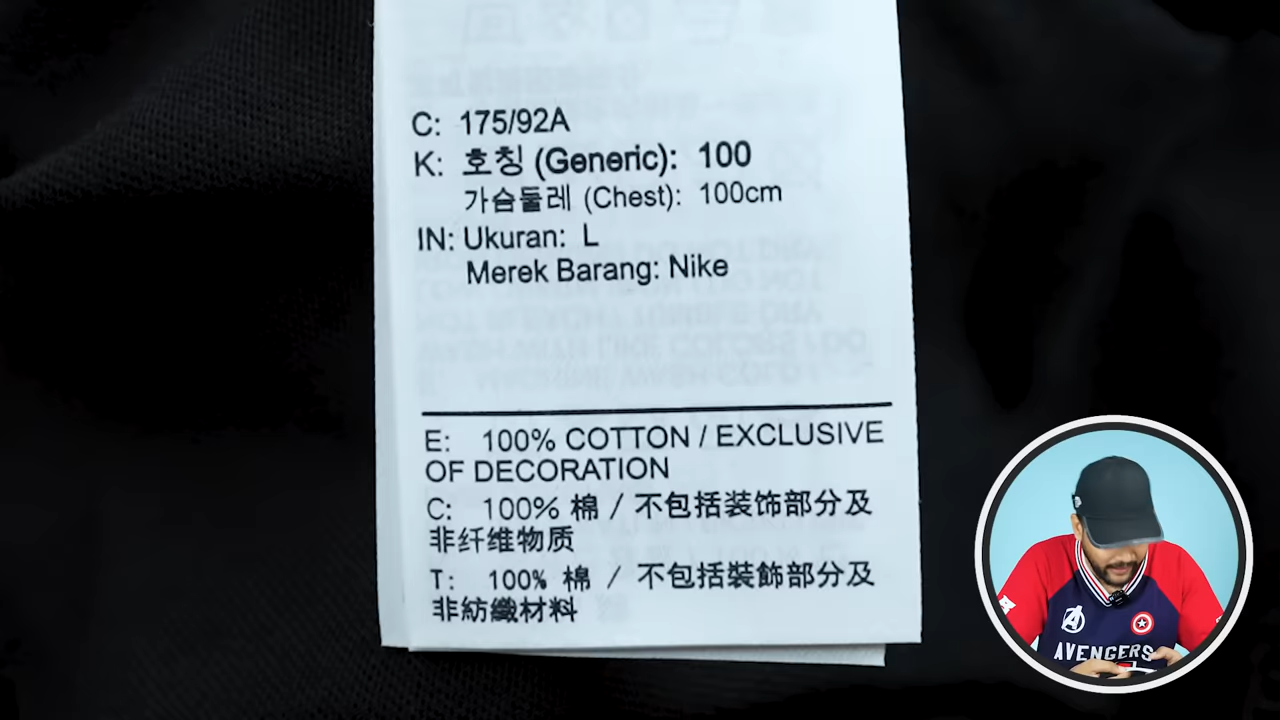 C: 175/92A
K: 호칭 (Generic): 100
가슴둘레 (Chest): 100cm
IN: Ukuran: L
Merek Barang: Nike
E: 100% COTTON / EXCLUSIVE
OF DECORATION
C: 100% 棉 / 不包括装饰部分及
非纤维物质
T: 100% 棉 / 不包括裝飾部分及
非紡織材料
AVENGERS